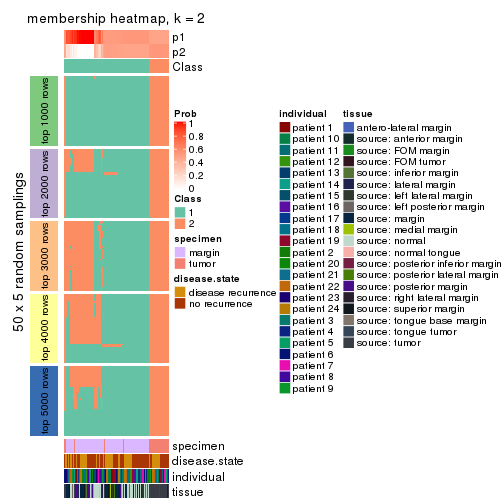 membership heatmap, k = 2
p1
p2
Class
50 x 5 random samplings
top 1000 rows
top 2000 rows
top 3000 rows
top 4000 rows
top 5000 rows
specimen
disease.state
individual
tissue
Prob
1
0.8
0.6
0.4
0.2
0
Class
1
2
specimen
margin
tumor
disease.state
disease recurrence
no recurrence
individual
patient 1
patient 10
patient 11
patient 12
patient 13
patient 14
patient 15
patient 16
patient 17
patient 18
patient 19
patient 2
patient 20
patient 21
patient 22
patient 23
patient 24
patient 3
patient 4
patient 5
patient 6
patient 7
patient 8
patient 9
tissue
antero-lateral margin
source: anterior margin
source: FOM margin
source: FOM tumor
source: inferior margin
source: lateral margin
source: left lateral margin
source: left posterior margin
source: margin
source: medial margin
source: normal
source: normal tongue
source: posterior inferior margin
source: posterior lateral margin
source: posterior margin
source: right lateral margin
source: superior margin
source: tongue base margin
source: tongue tumor
source: tumor